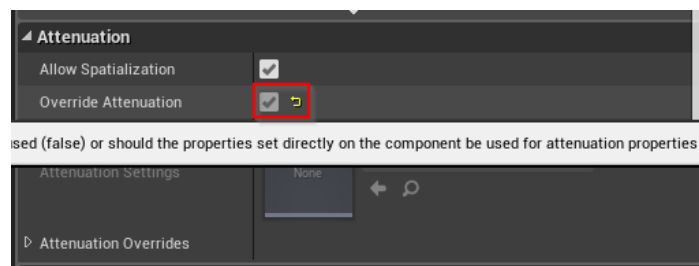 Attenuation
Allow Spatialization
Override Attenuation
used (false) or should the properties set directly on the component be used for attenuation properties
Attenuation Settings
None
Attenuation Overrides